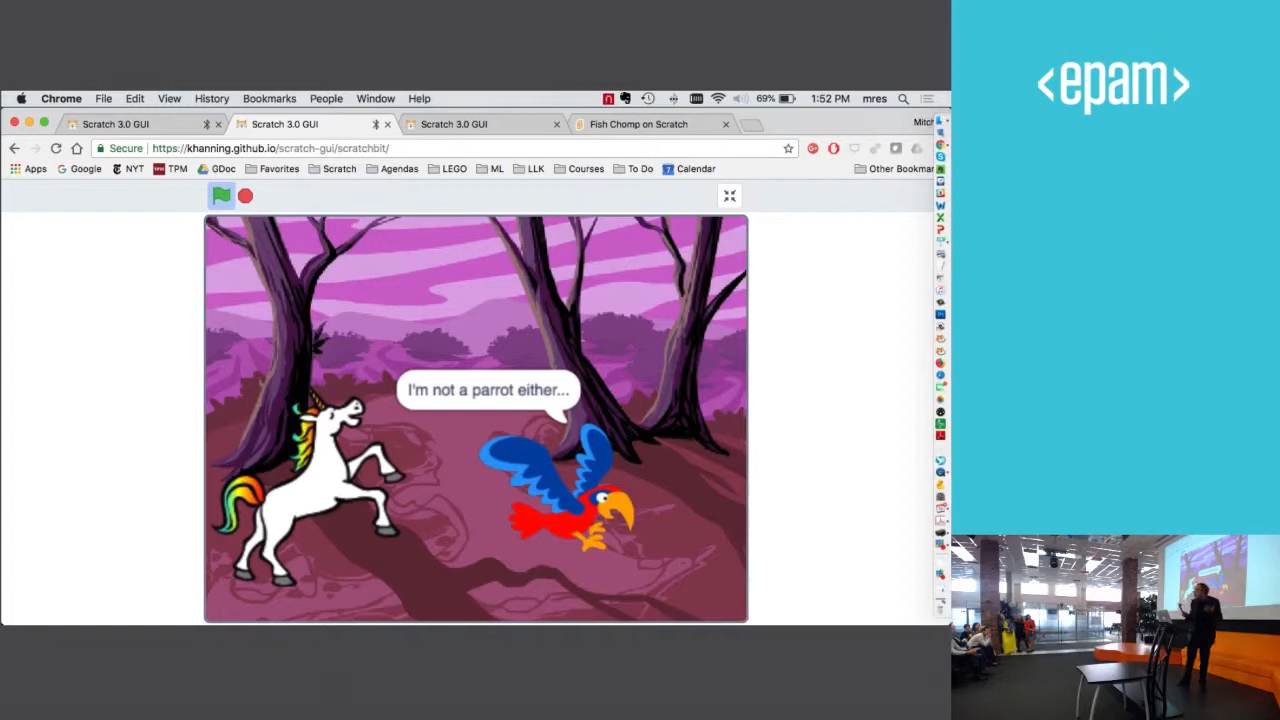 <epam>
Chrome File Edit View History Bookmarks People Window Help 69% 1:52 PM mres
Scratch 3.0 GUI Scratch 3.0 GUI Scratch 3.0 GUI Fish Chomp on Scratch Mitch
Secure https://khanning.github.io/scratch-gui/scratchbit/
Apps Google NYT TPM GDoc Favorites Scratch Agendas LEGO ML LLK Courses To Do 7 Calendar Other Bookmar
I'm not a parrot either...